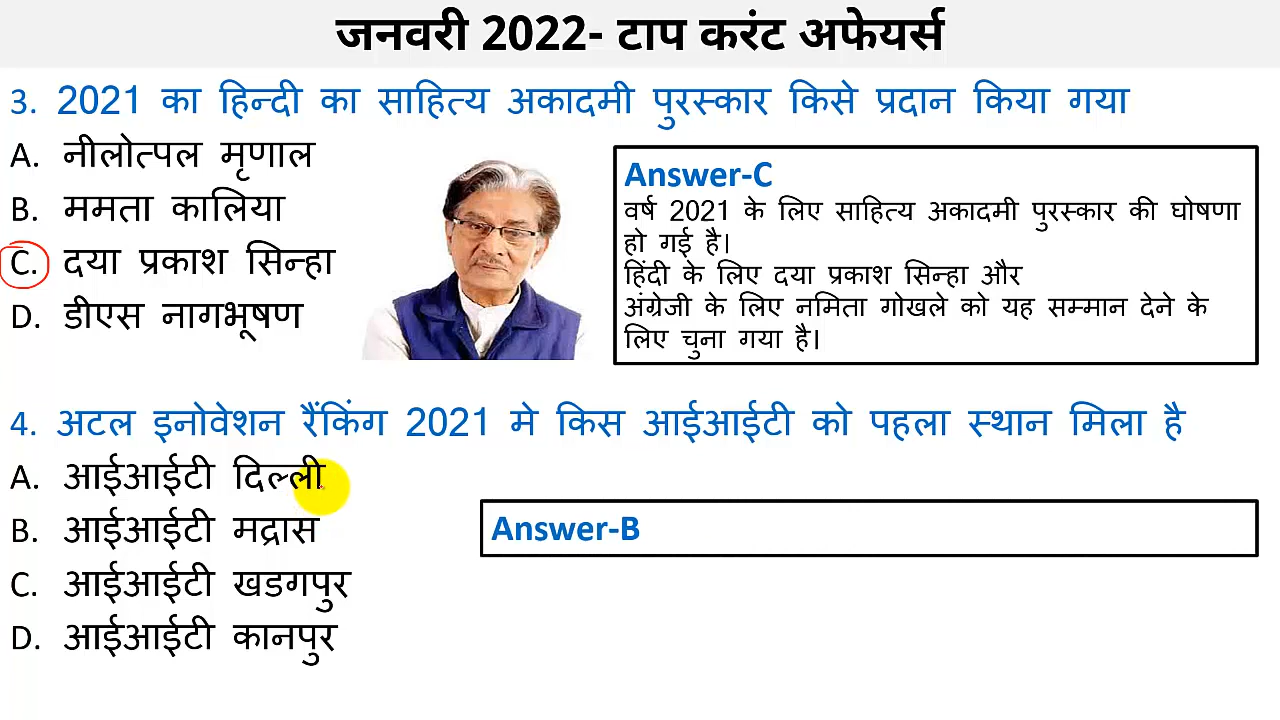 जनवरी 2022- टाप करंट अफेयर्स
3. 2021 का हिन्दी का साहित्य अकादमी पुरस्कार किसे प्रदान किया गया
A. नीलोत्पल मृणाल
B. ममता कालिया
C. दया प्रकाश सिन्हा
D. डीएस नागभूषण
Answer-C
वर्ष 2021 के लिए साहित्य अकादमी पुरस्कार की घोषणा
हो गई है।
हिंदी के लिए दया प्रकाश सिन्हा और
अंग्रेजी के लिए नमिता गोखले को यह सम्मान देने के
लिए चुना गया है।
4. अटल इनोवेशन रैंकिंग 2021 मे किस आईआईटी को पहला स्थान मिला है
A. आईआईटी दिल्ली
B. आईआईटी मद्रास
C. आईआईटी खडगपुर
D. आईआईटी कानपुर
Answer-B